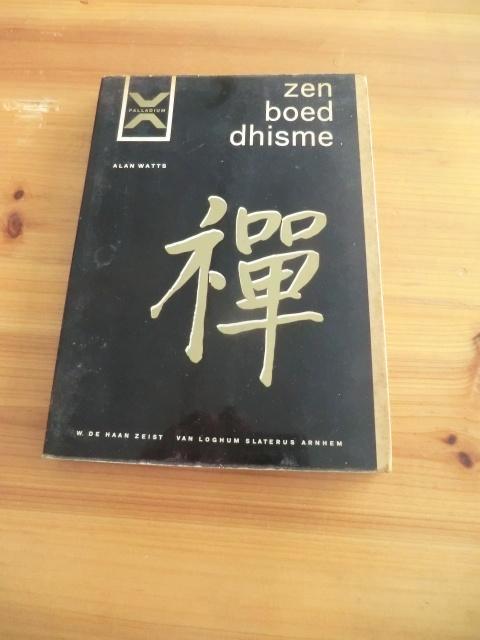 PALLADIUM
zen
boed
dhisme
ALAN WATTS
禪
W. DE HAAN ZEIST VAN LOGHUM SLATERUS ARNHEM